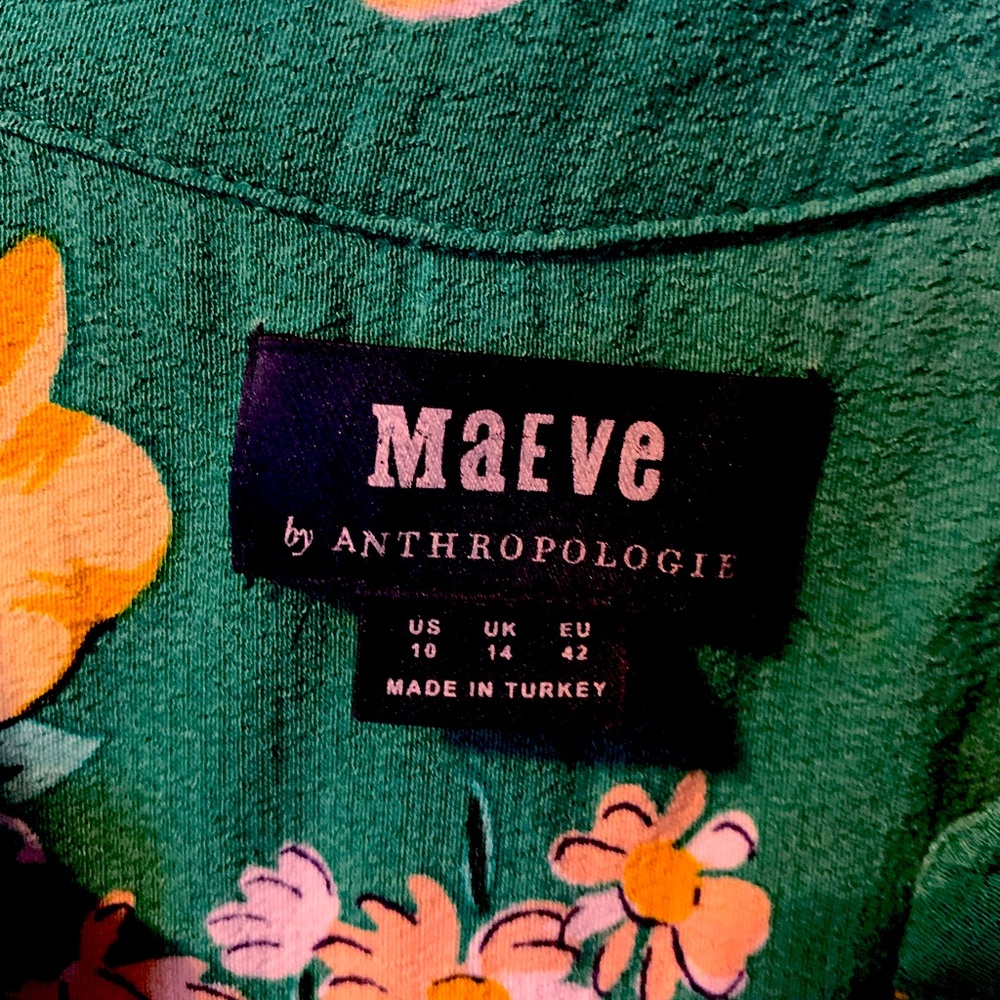 MaEVe
by ANTHROPOLOGIE
US UK EU
10 14 42
MADE IN TURKEY